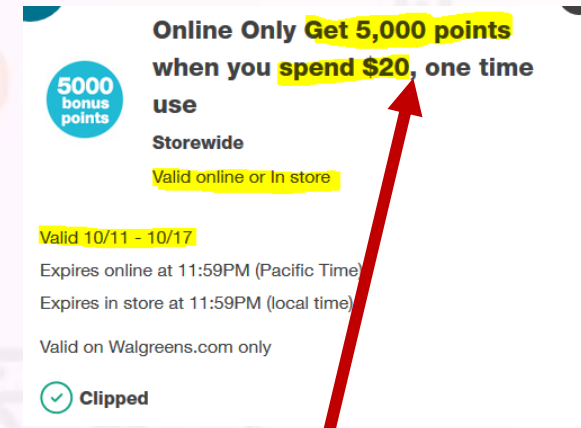 Online Only Get 5,000 points
when you spend $20, one time
use
5000
bonus
points
Storewide
Valid online or In store
Valid 10/11 - 10/17
Expires online at 11:59PM (Pacific Time)
Expires in store at 11:59PM (local time)
Valid on Walgreens.com only
Clipped